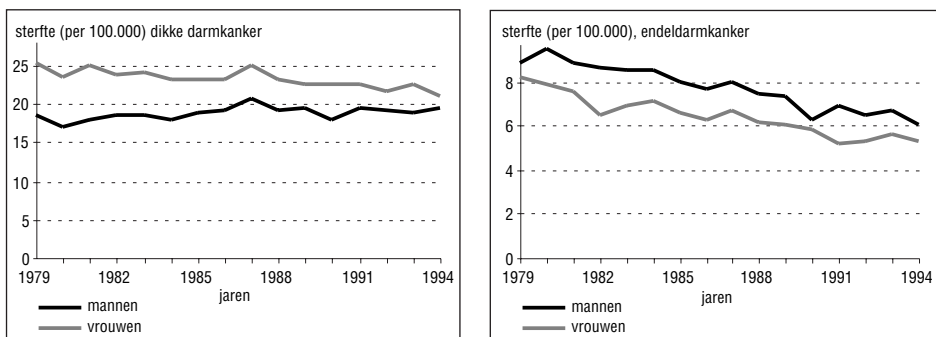 sterfte (per 100.000) dikke darmkanker
25
20
15
10
5
0
1979 1982 1985 1988 1991 1994
jaren
mannen
vrouwen
sterfte (per 100.000), endeldarmkanker
8
6
4
2
0
1979 1982 1985 1988 1991 1994
jaren
mannen
vrouwen